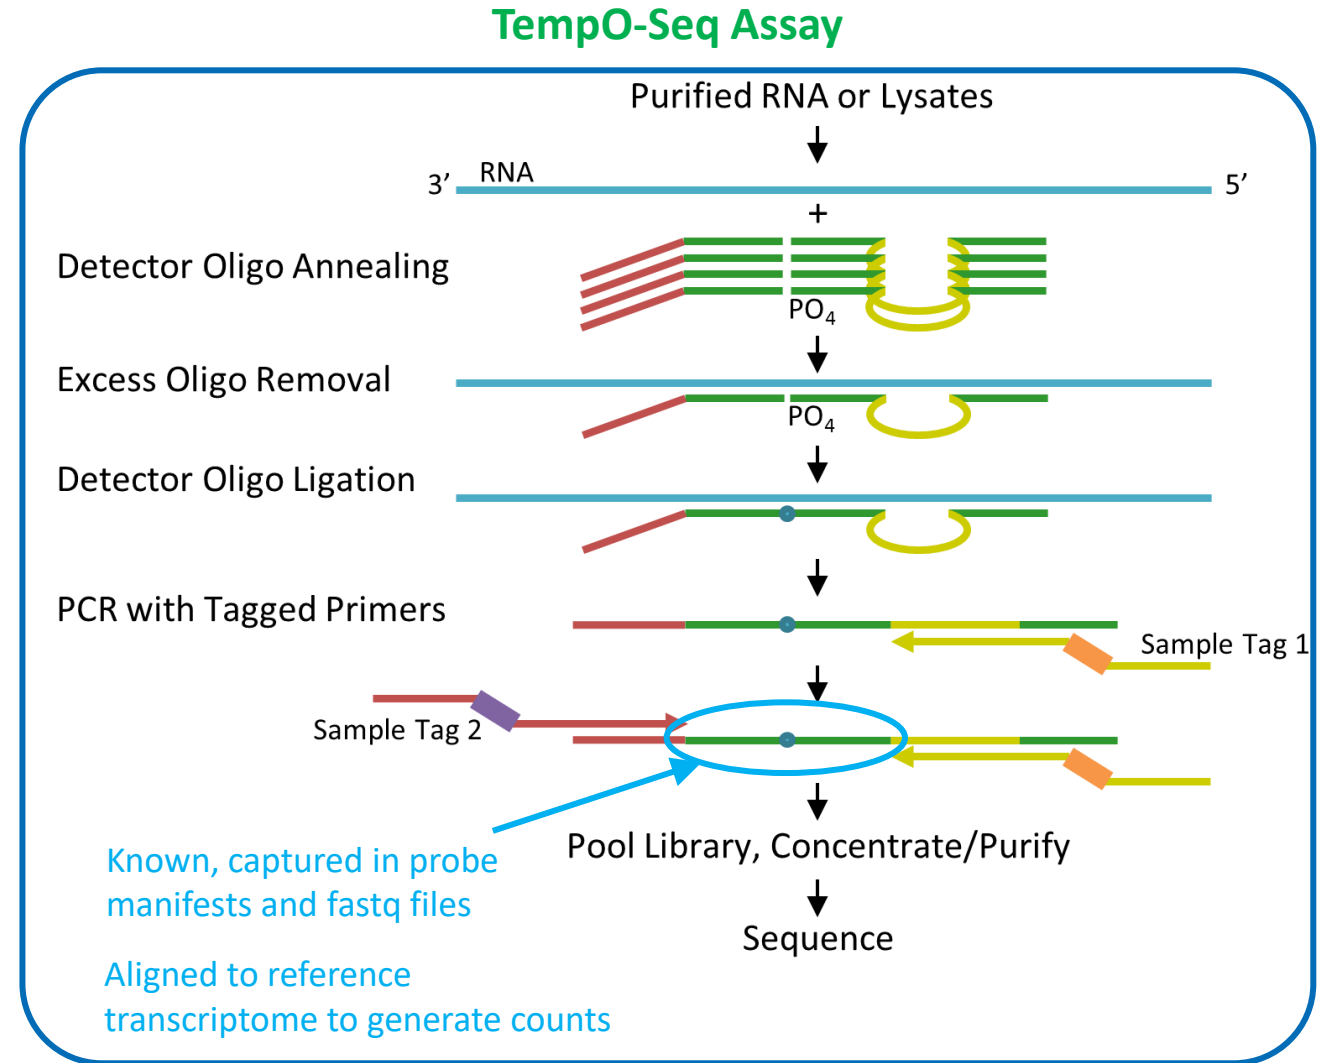 TempO-Seq Assay
Purified RNA or Lysates
3’ RNA 5’
+
Detector Oligo Annealing
PO4
Excess Oligo Removal
PO4
Detector Oligo Ligation
PCR with Tagged Primers
Sample Tag 1
Sample Tag 2
Pool Library, Concentrate/Purify
Known, captured in probe
manifests and fastq files
Sequence
Aligned to reference
transcriptome to generate counts